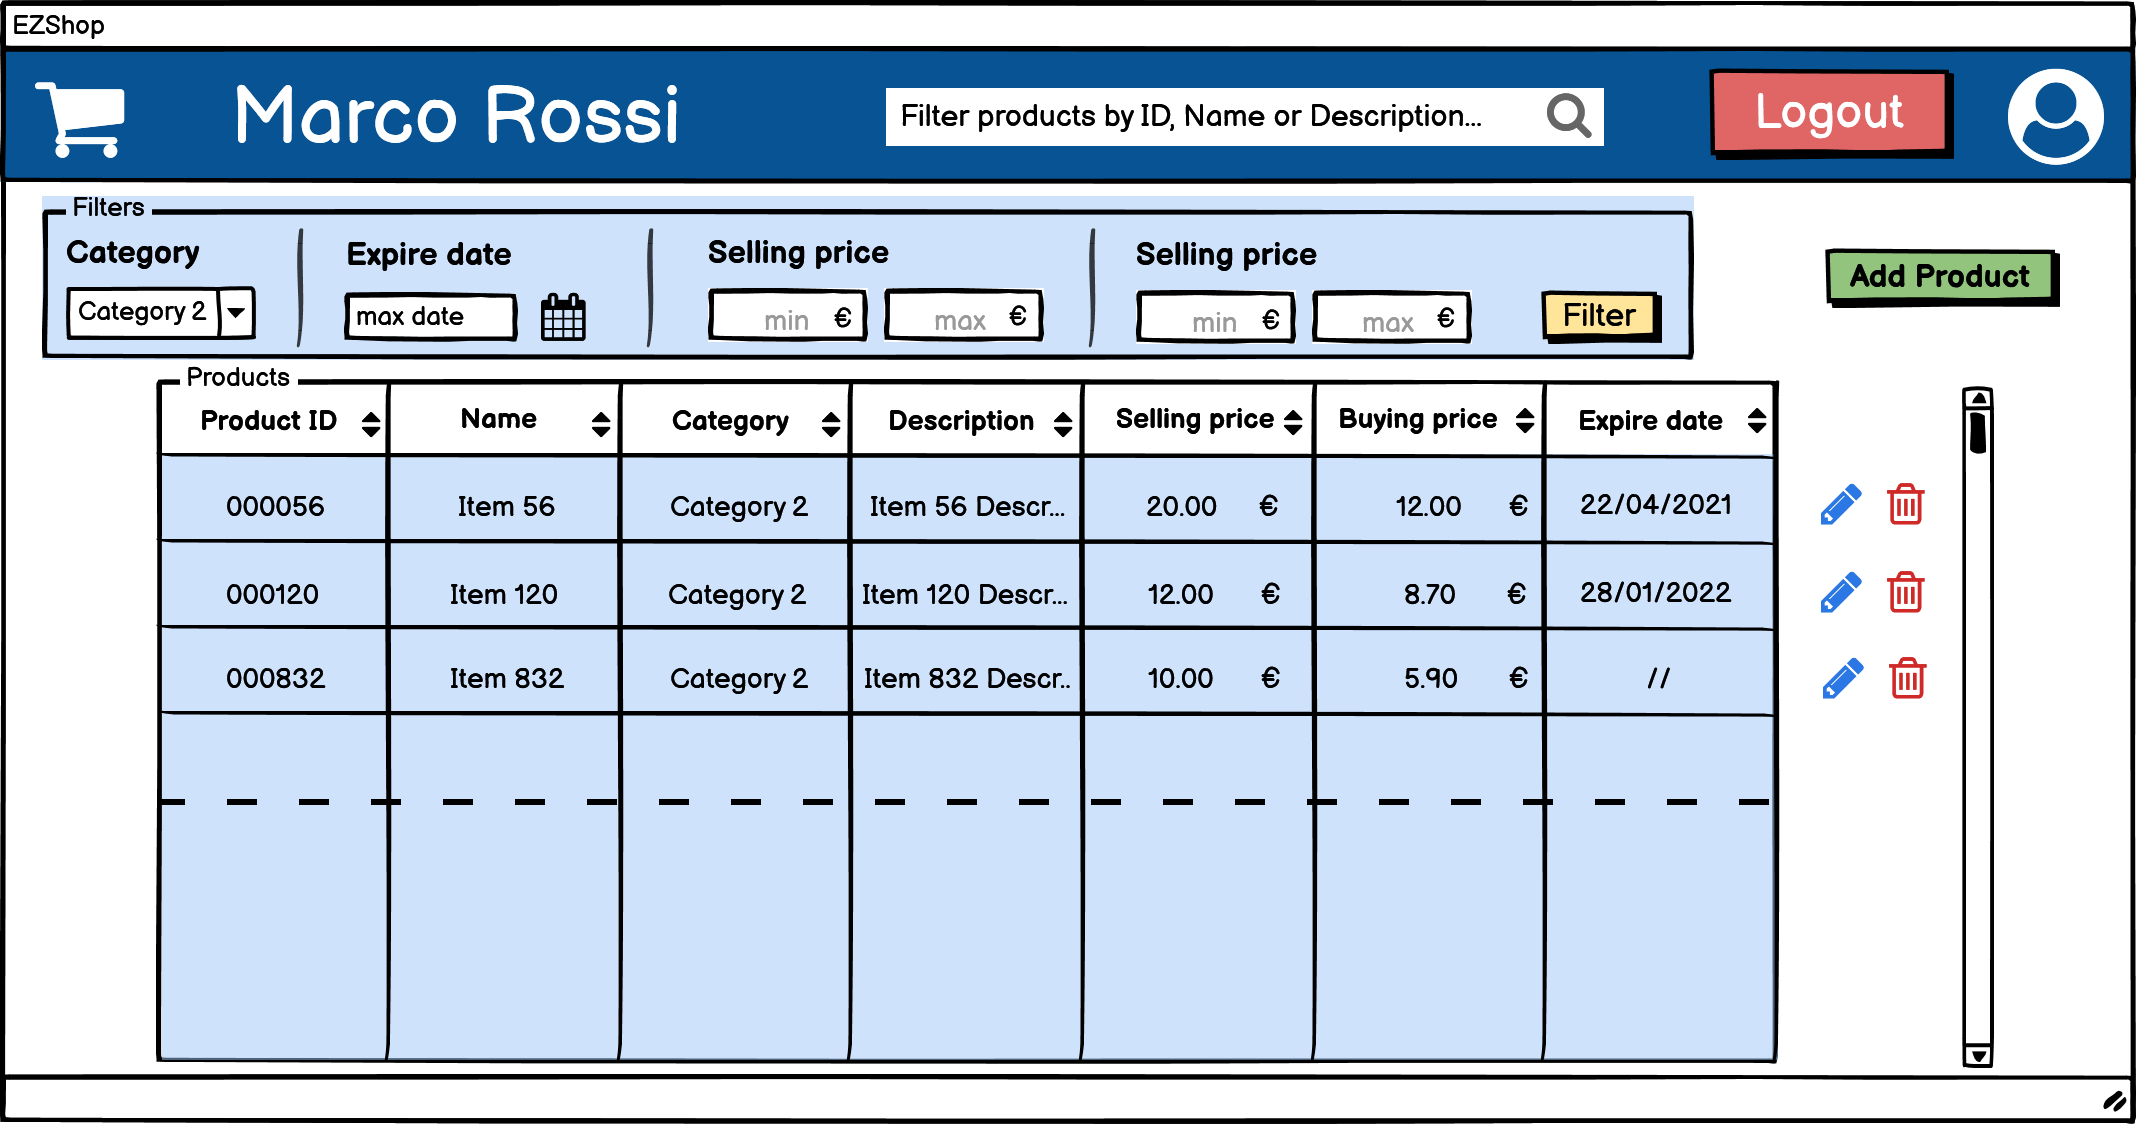 EZShop
Marco Rossi
Filter products by ID, Name or Description...
Logout
Filters
Category
Expire date
Selling price
Selling price
Category 2
max date
min €
max €
min €
max €
Filter
Add Product
Products
Product ID Name Category Description Selling price Buying price Expire date
000056 Item 56 Category 2 Item 56 Descr... 20.00 € 12.00 € 22/04/2021
000120 Item 120 Category 2 Item 120 Descr... 12.00 € 8.70 € 28/01/2022
000832 Item 832 Category 2 Item 832 Descr.. 10.00 € 5.90 € //